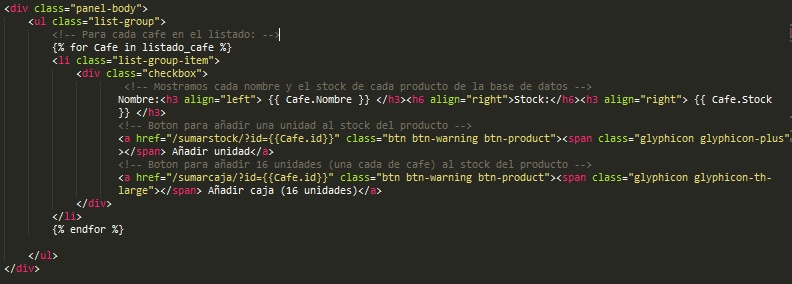 <div class="panel-body">
<ul class="list-group">
<!-- Para cada cafe en el listado: -->
{% for Cafe in listado_cafe %}
<li class="list-group-item">
<div class="checkbox">
<!-- Mostramos cada nombre y el stock de cada producto de la base de datos -->
Nombre:<h3 align="left"> {{ Cafe.Nombre }} </h3><h6 align="right">Stock:</h6><h3 align="right"> {{ Cafe.Stock
}} </h3>
<!-- Boton para añadir una unidad al stock del producto -->
<a href="/sumarstock/?id={{Cafe.id}}" class="btn btn-warning btn-product"><span class="glyphicon glyphicon-plus"
></span> Añadir unidad</a>
<!-- Boton para añadir 16 unidades (una cada de cafe) al stock del producto -->
<a href="/sumarcaja/?id={{Cafe.id}}" class="btn btn-warning btn-product"><span class="glyphicon glyphicon-th-
large"></span> Añadir caja (16 unidades)</a>
</div>
</li>
{% endfor %}
</ul>
</div>